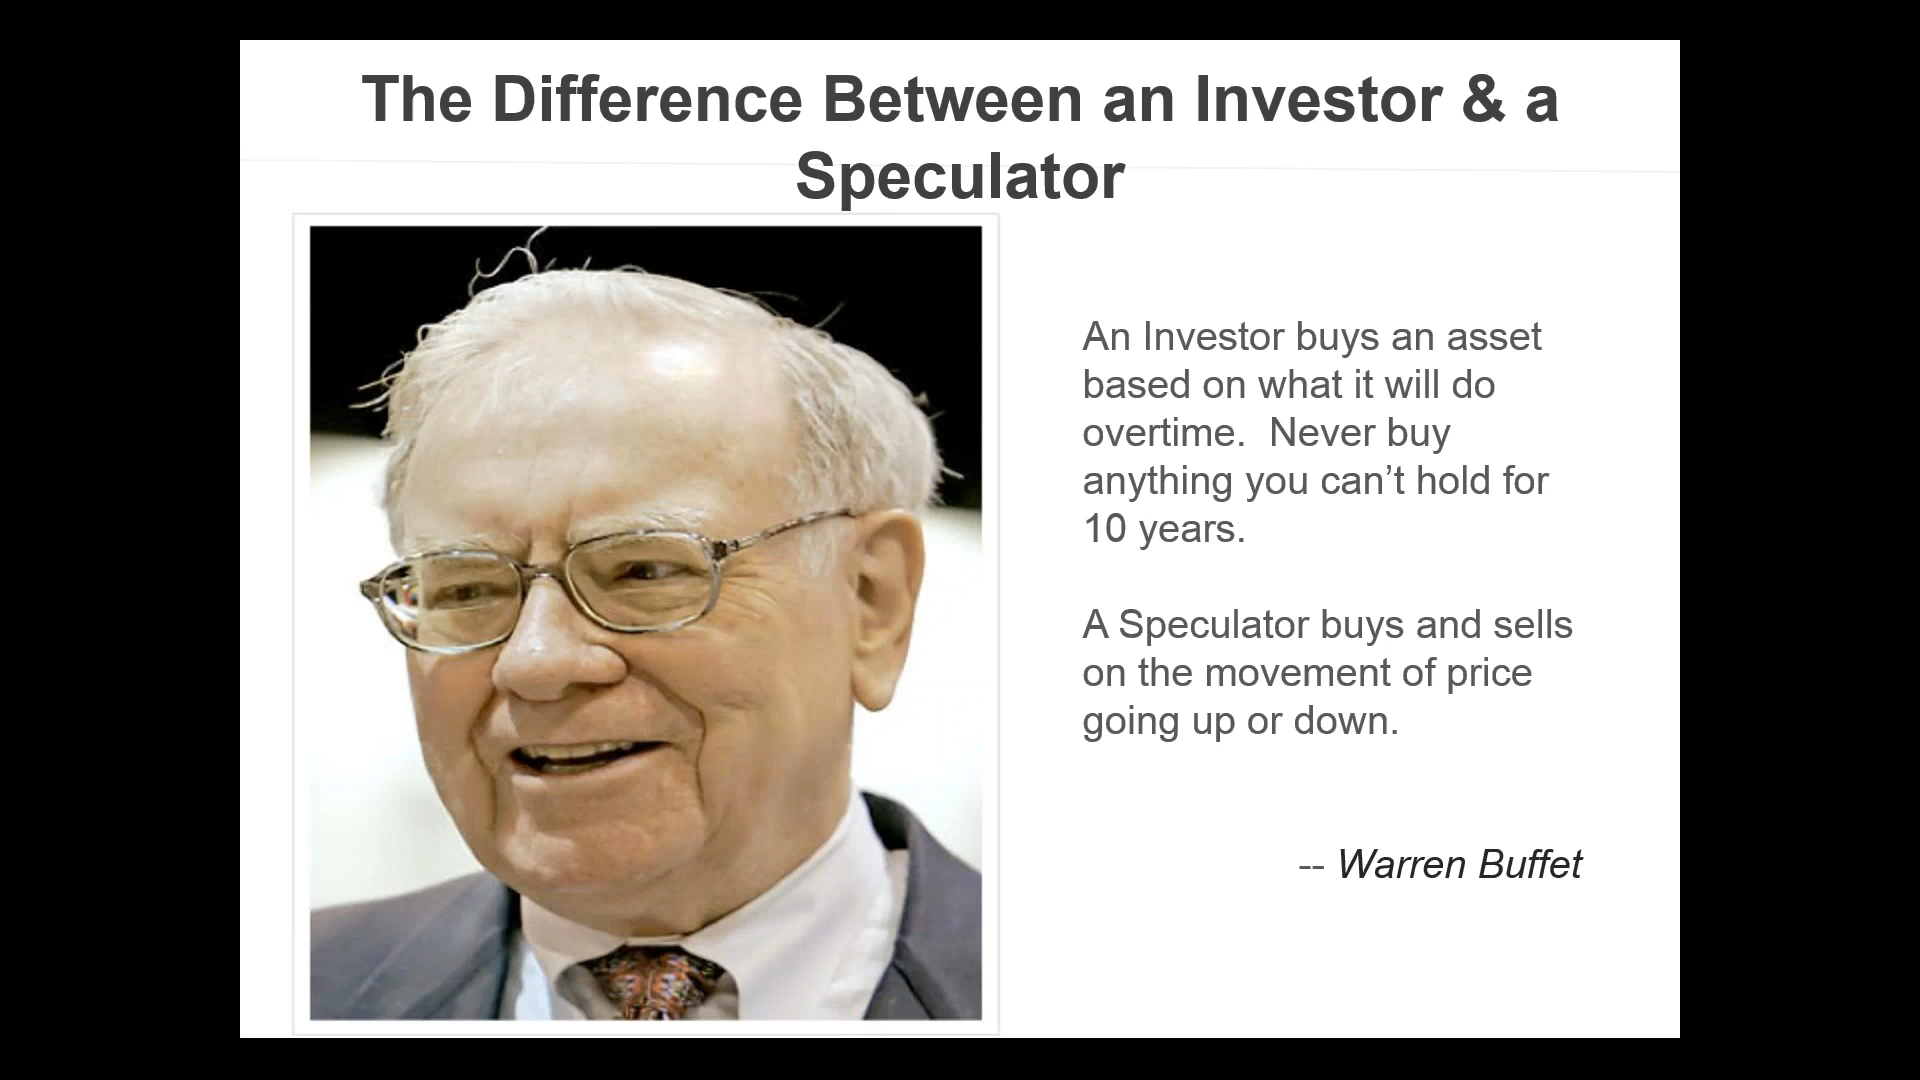 The Difference Between an Investor & a
Speculator
An Investor buys an asset
based on what it will do
overtime.  Never buy
anything you can’t hold for
10 years.
A Speculator buys and sells
on the movement of price
going up or down.
-- Warren Buffet